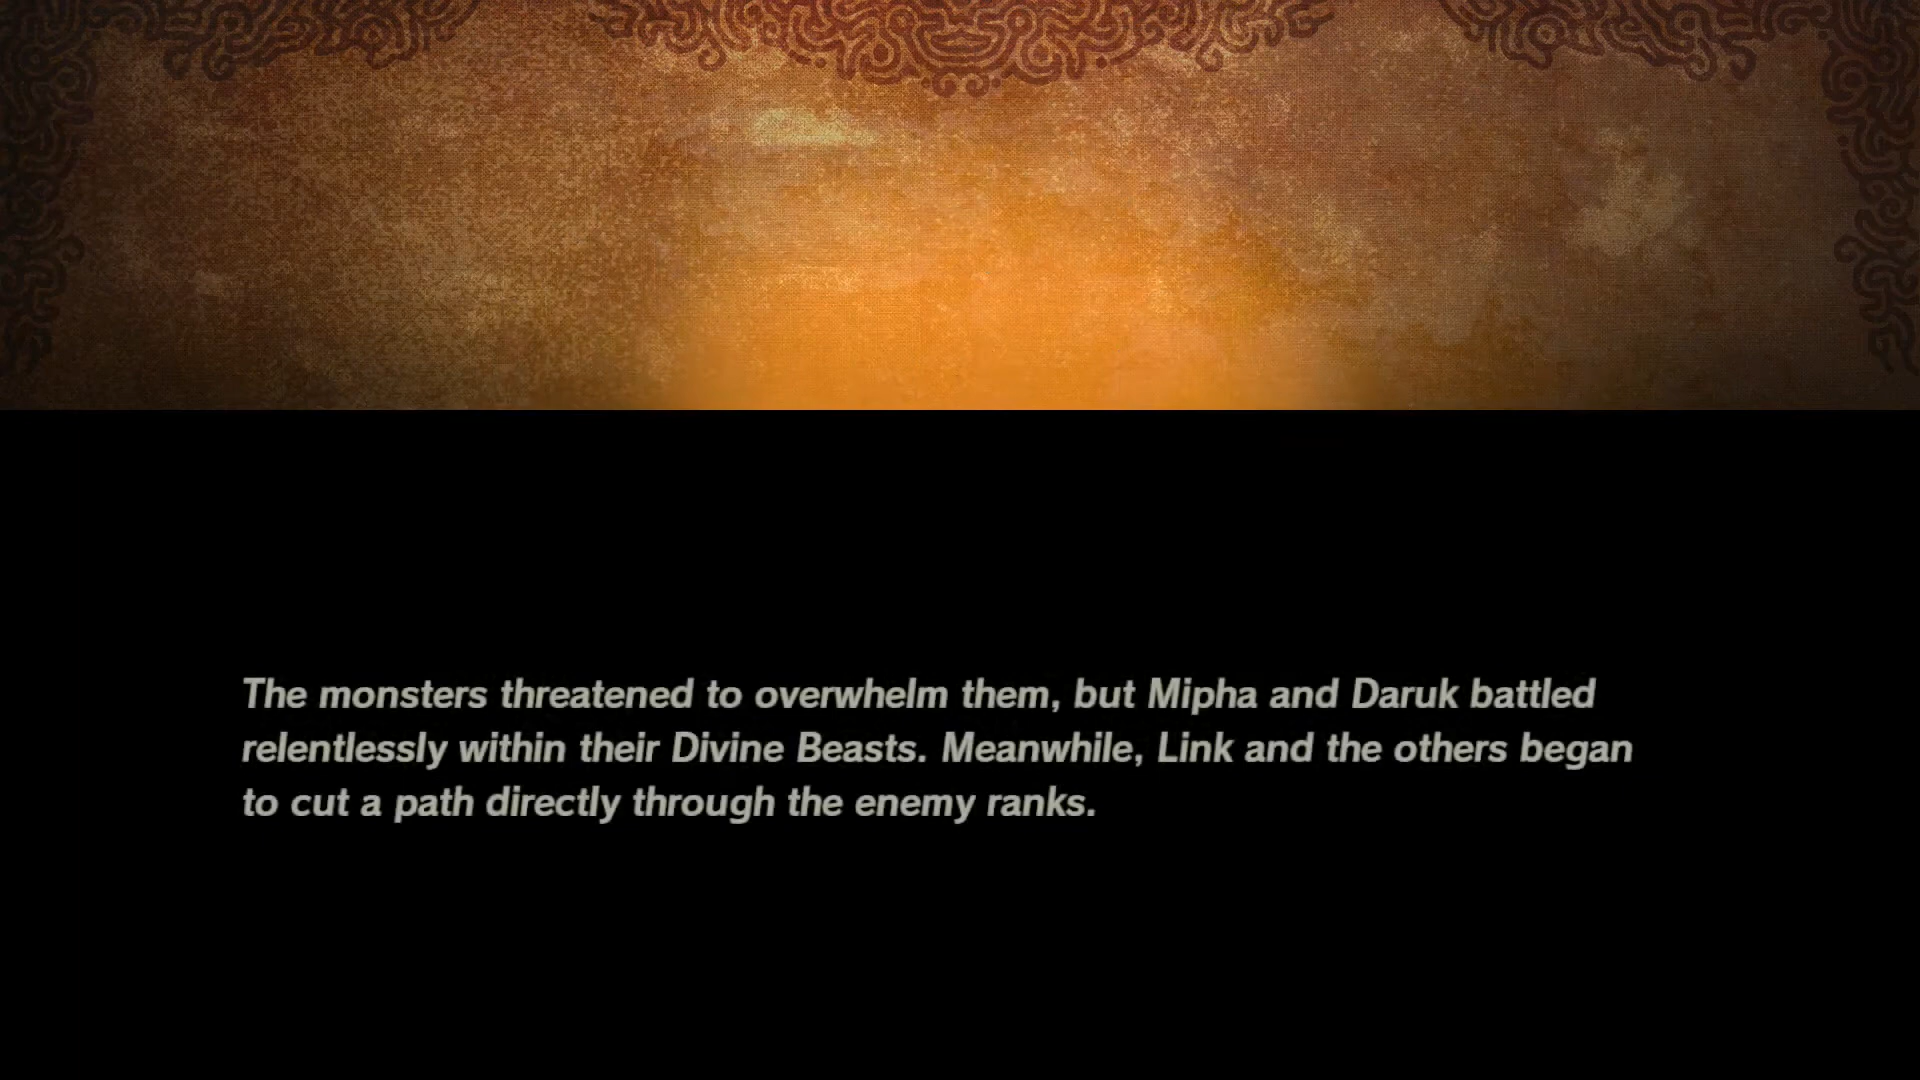 The monsters threatened to overwhelm them, but Mipha and Daruk battled
relentlessly within their Divine Beasts. Meanwhile, Link and the others began
to cut a path directly through the enemy ranks.